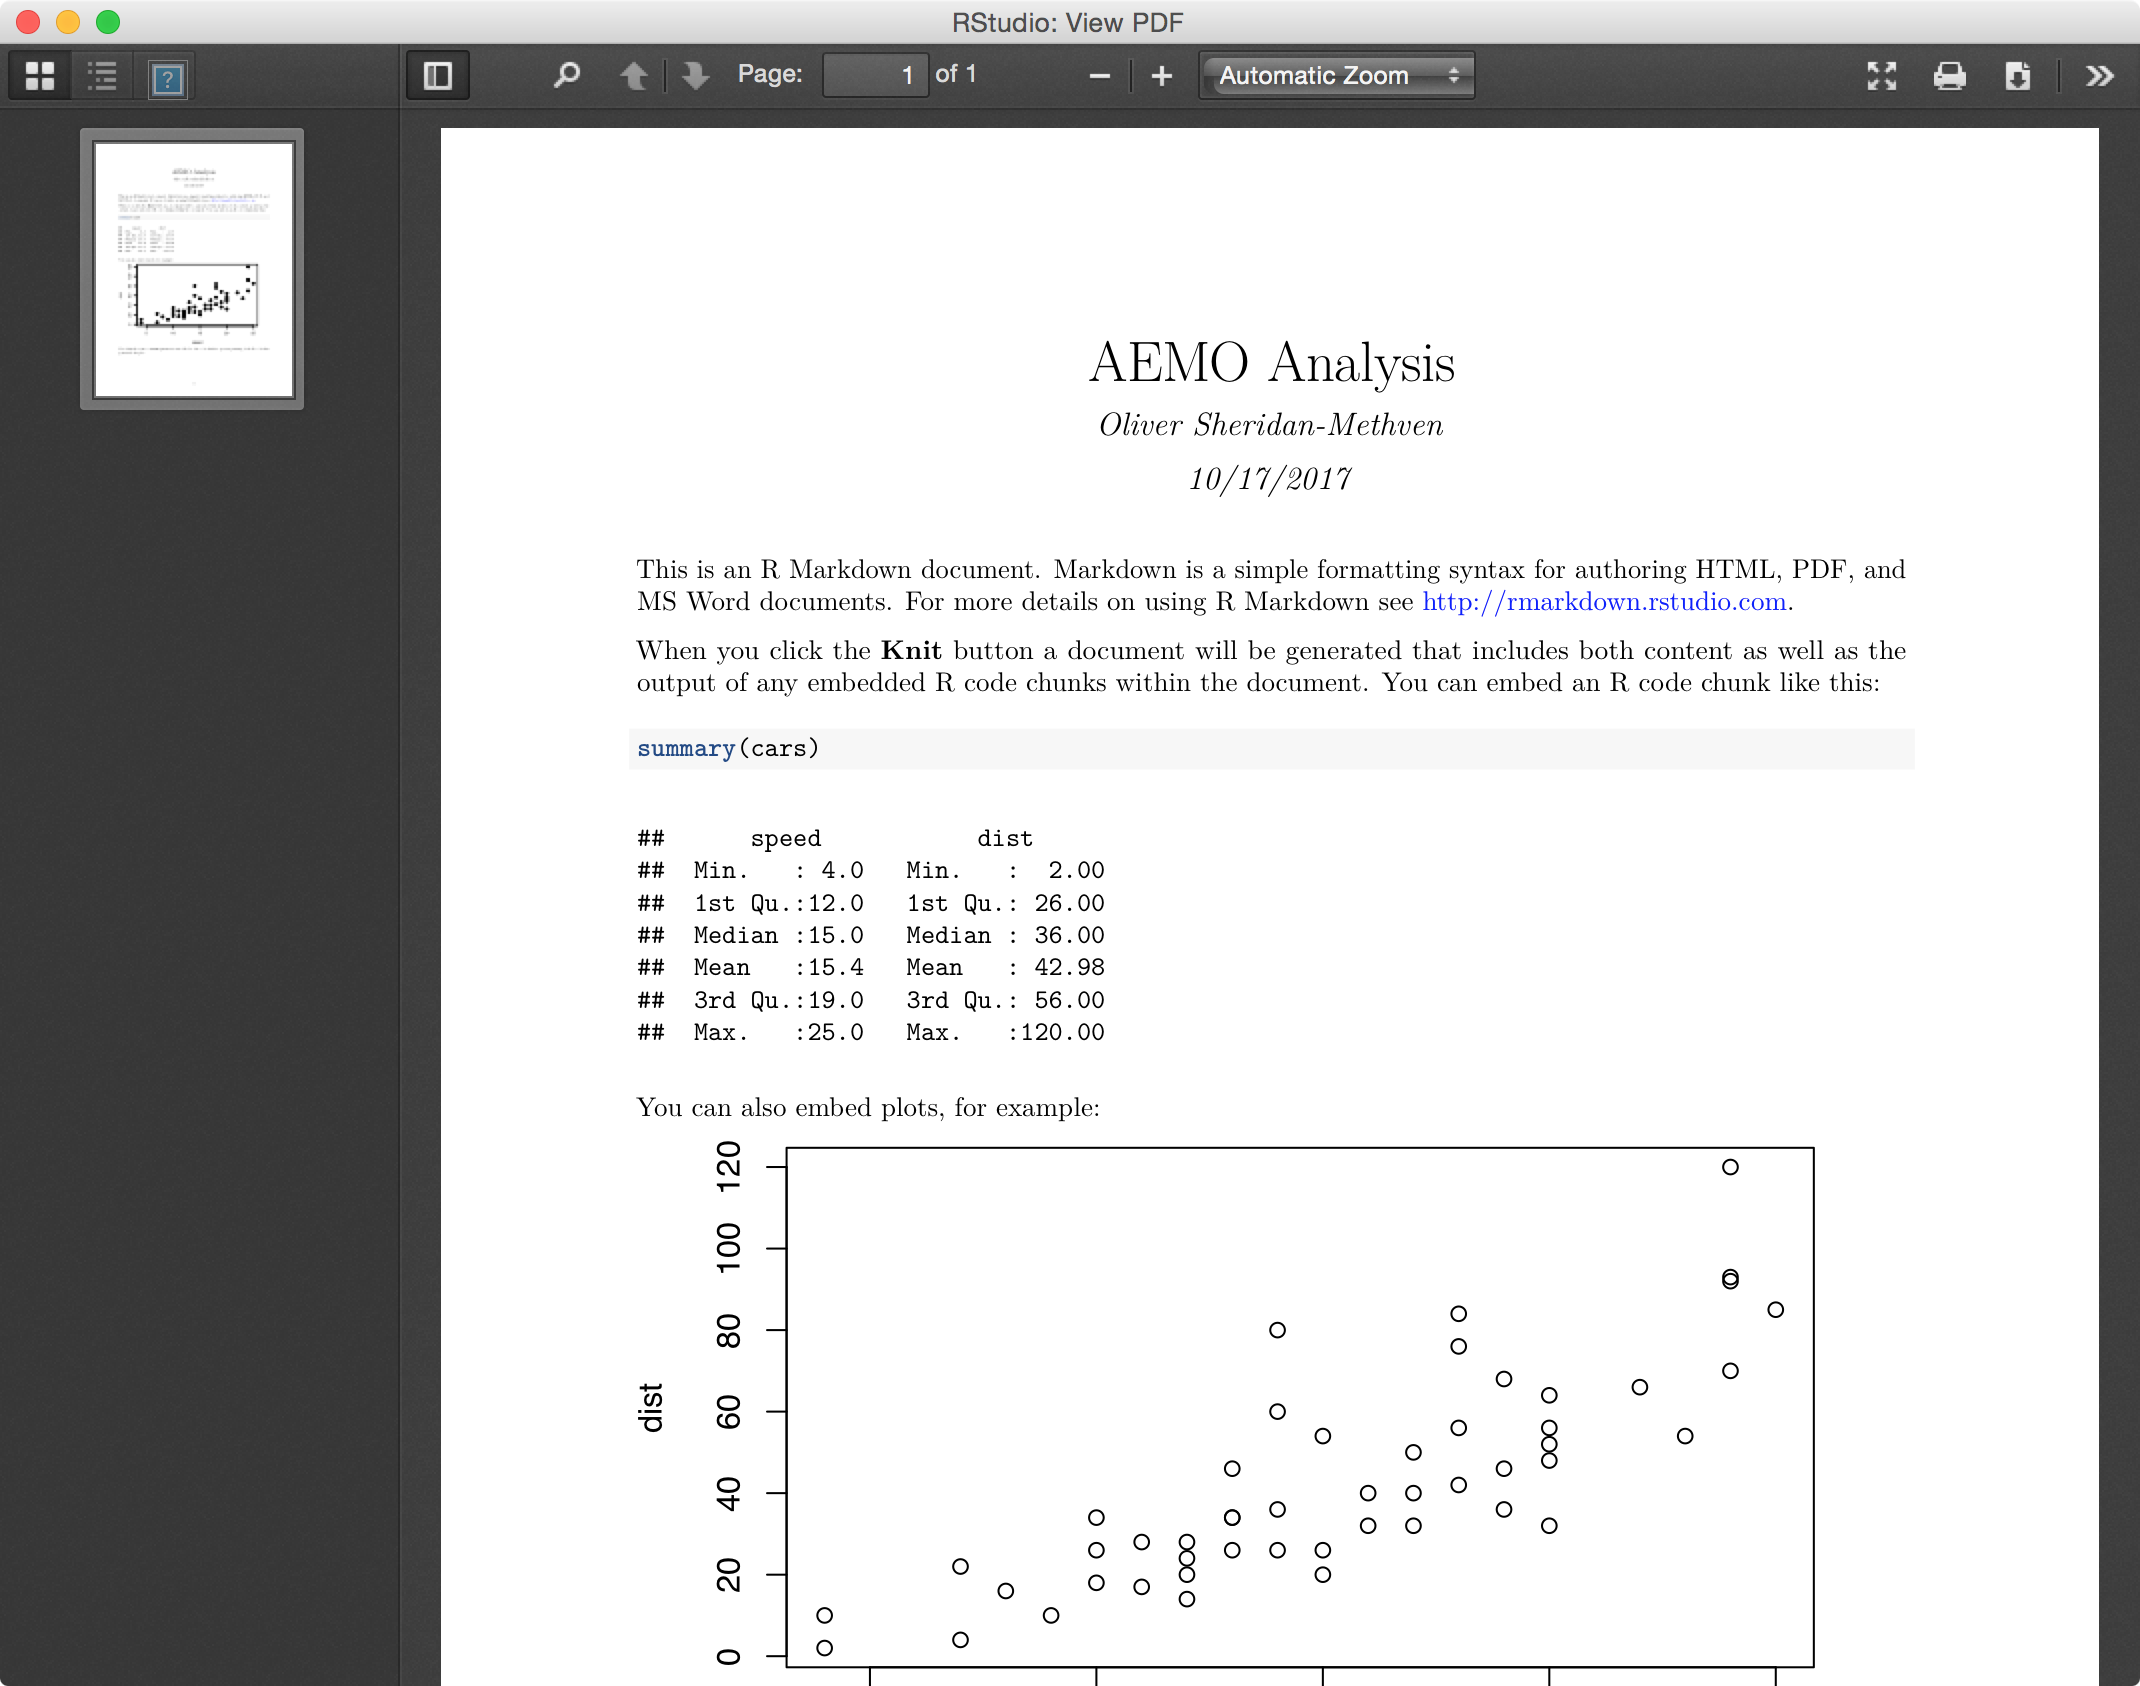 RStudio: View PDF
Page: 1 of 1
Automatic Zoom
AEMO Analysis
Oliver Sheridan-Methven
10/17/2017
This is an R Markdown document. Markdown is a simple formatting syntax for authoring HTML, PDF, and
MS Word documents. For more details on using R Markdown see http://rmarkdown.rstudio.com.
When you click the Knit button a document will be generated that includes both content as well as the
output of any embedded R code chunks within the document. You can embed an R code chunk like this:
summary(cars)
##      speed           dist
##  Min.   : 4.0   Min.   :  2.00
##  1st Qu.:12.0   1st Qu.: 26.00
##  Median :15.0   Median : 36.00
##  Mean   :15.4   Mean   : 42.98
##  3rd Qu.:19.0   3rd Qu.: 56.00
##  Max.   :25.0   Max.   :120.00
You can also embed plots, for example:
120
100
80
60
40
20
0
dist